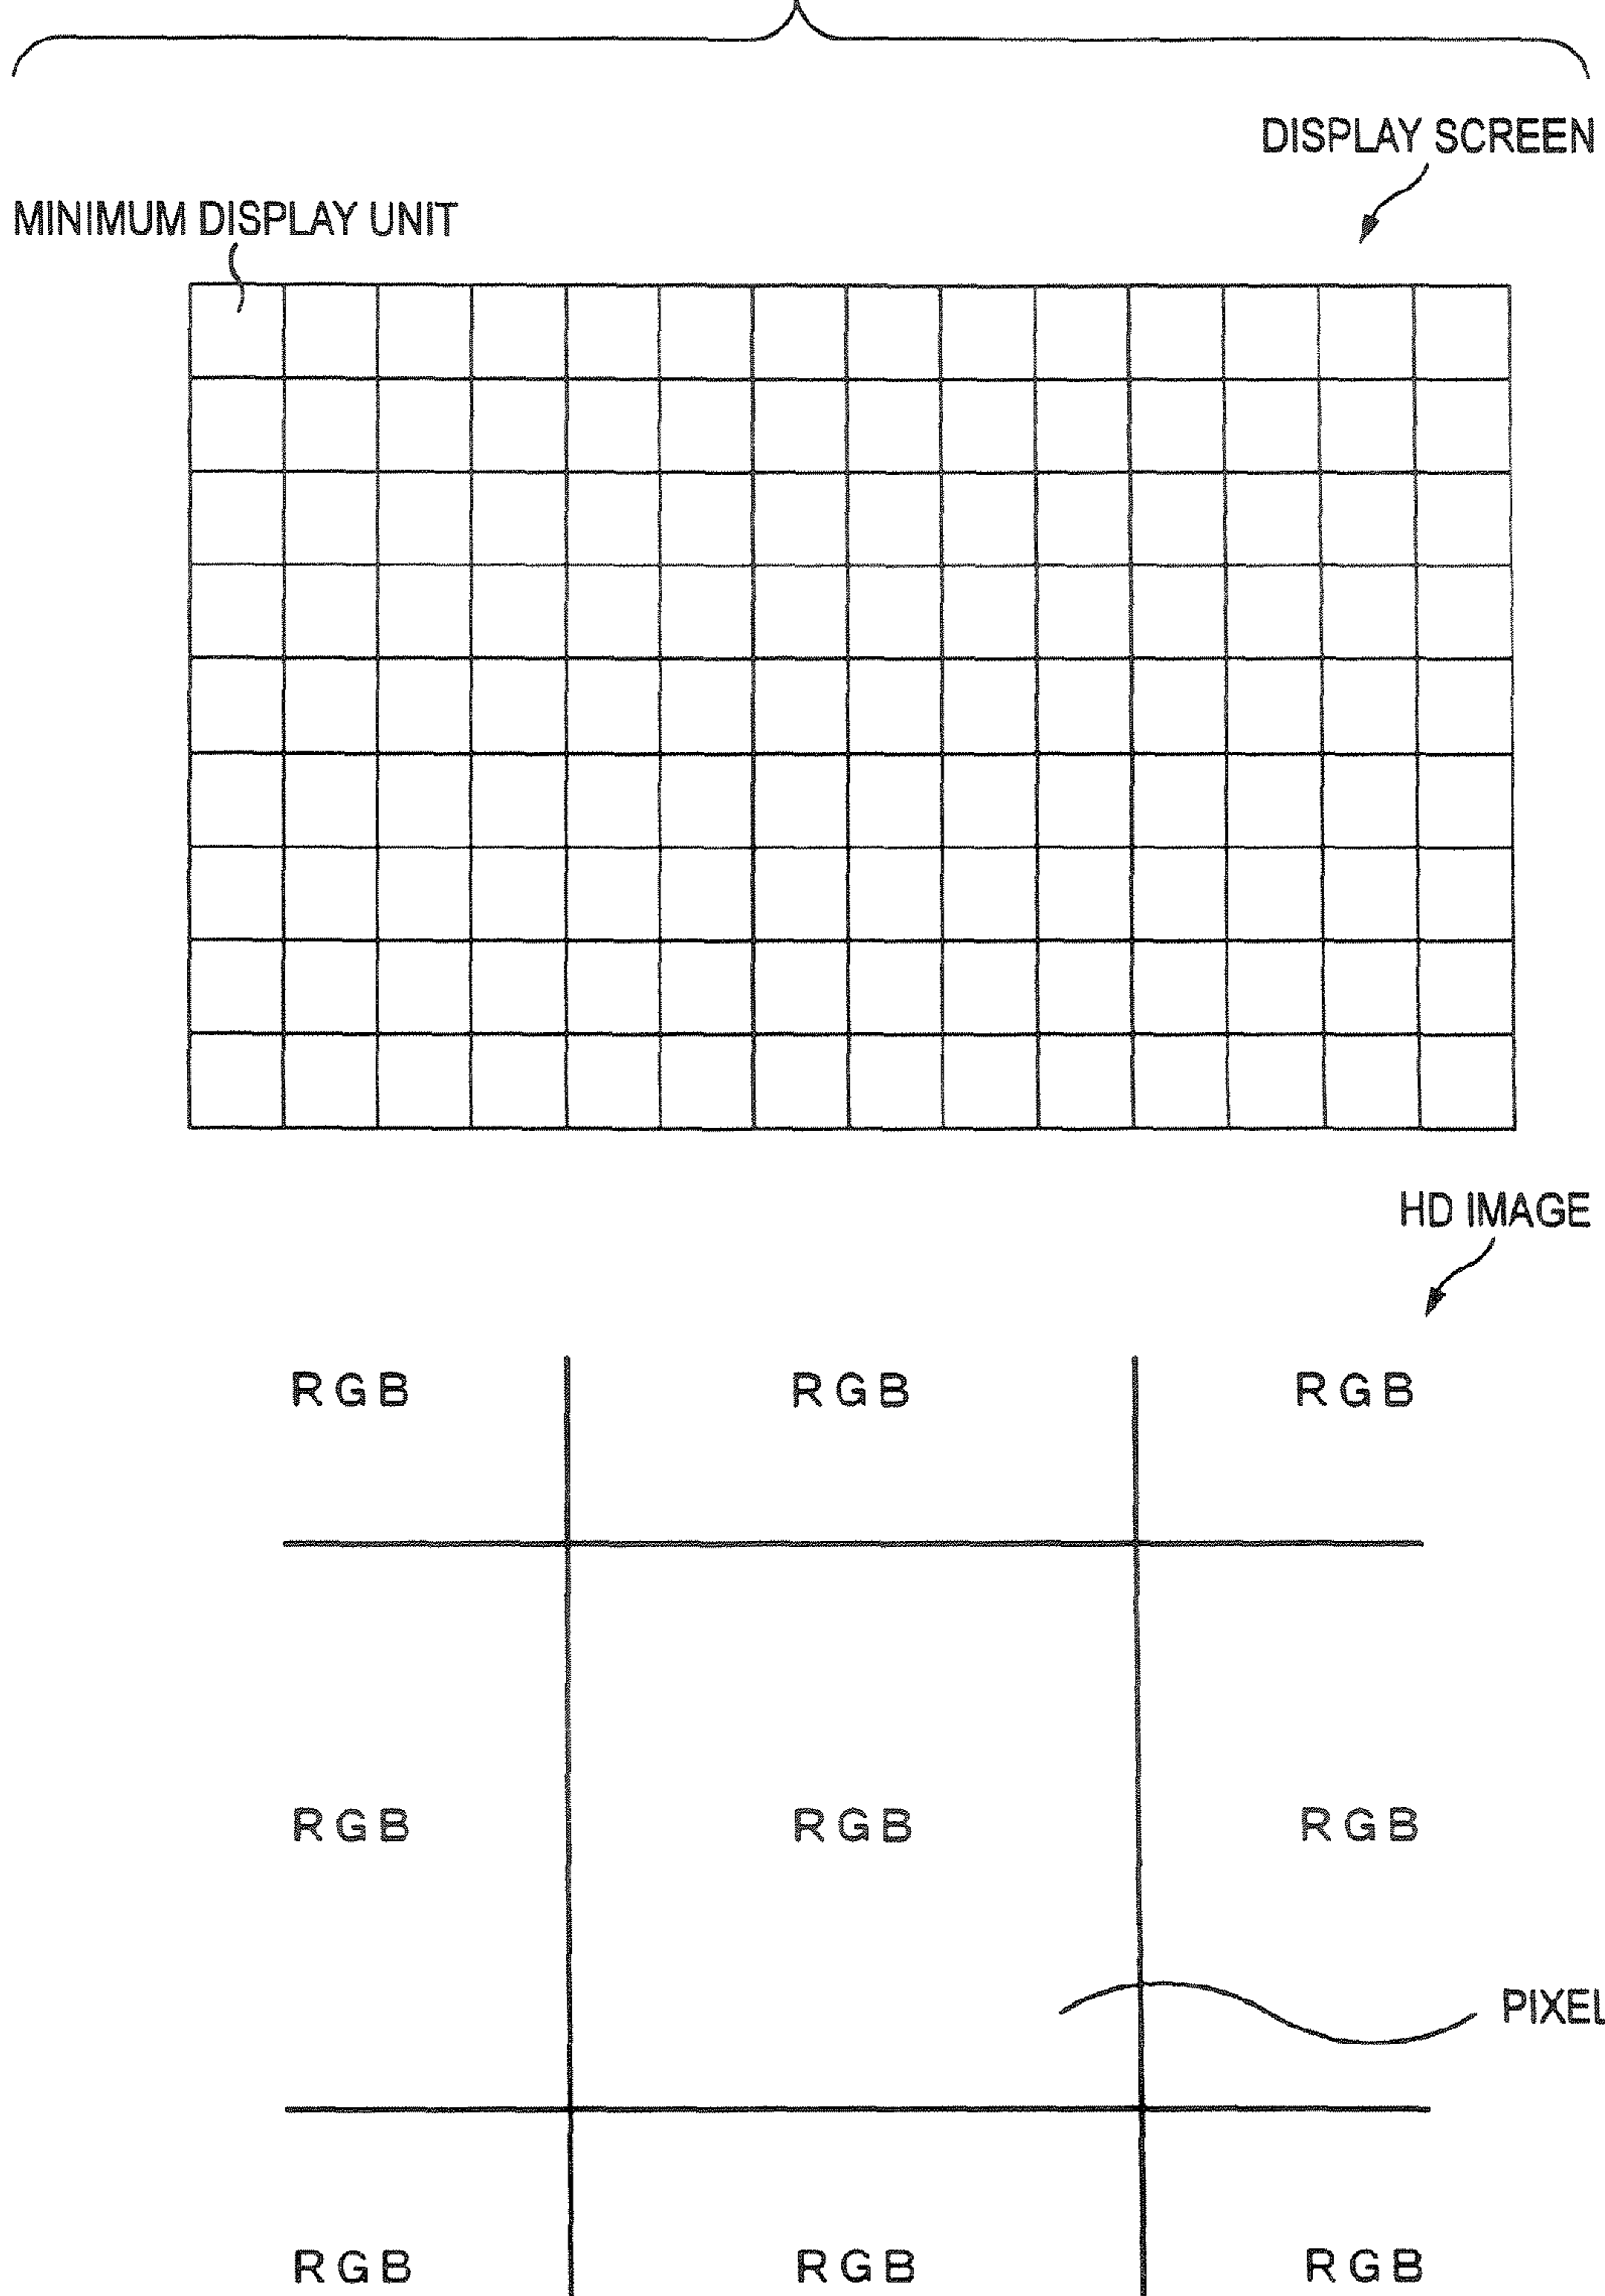 DISPLAY SCREEN
MINIMUM DISPLAY UNIT
HD IMAGE
RGB RGB RGB
RGB RGB RGB
PIXEL
RGB RGB RGB